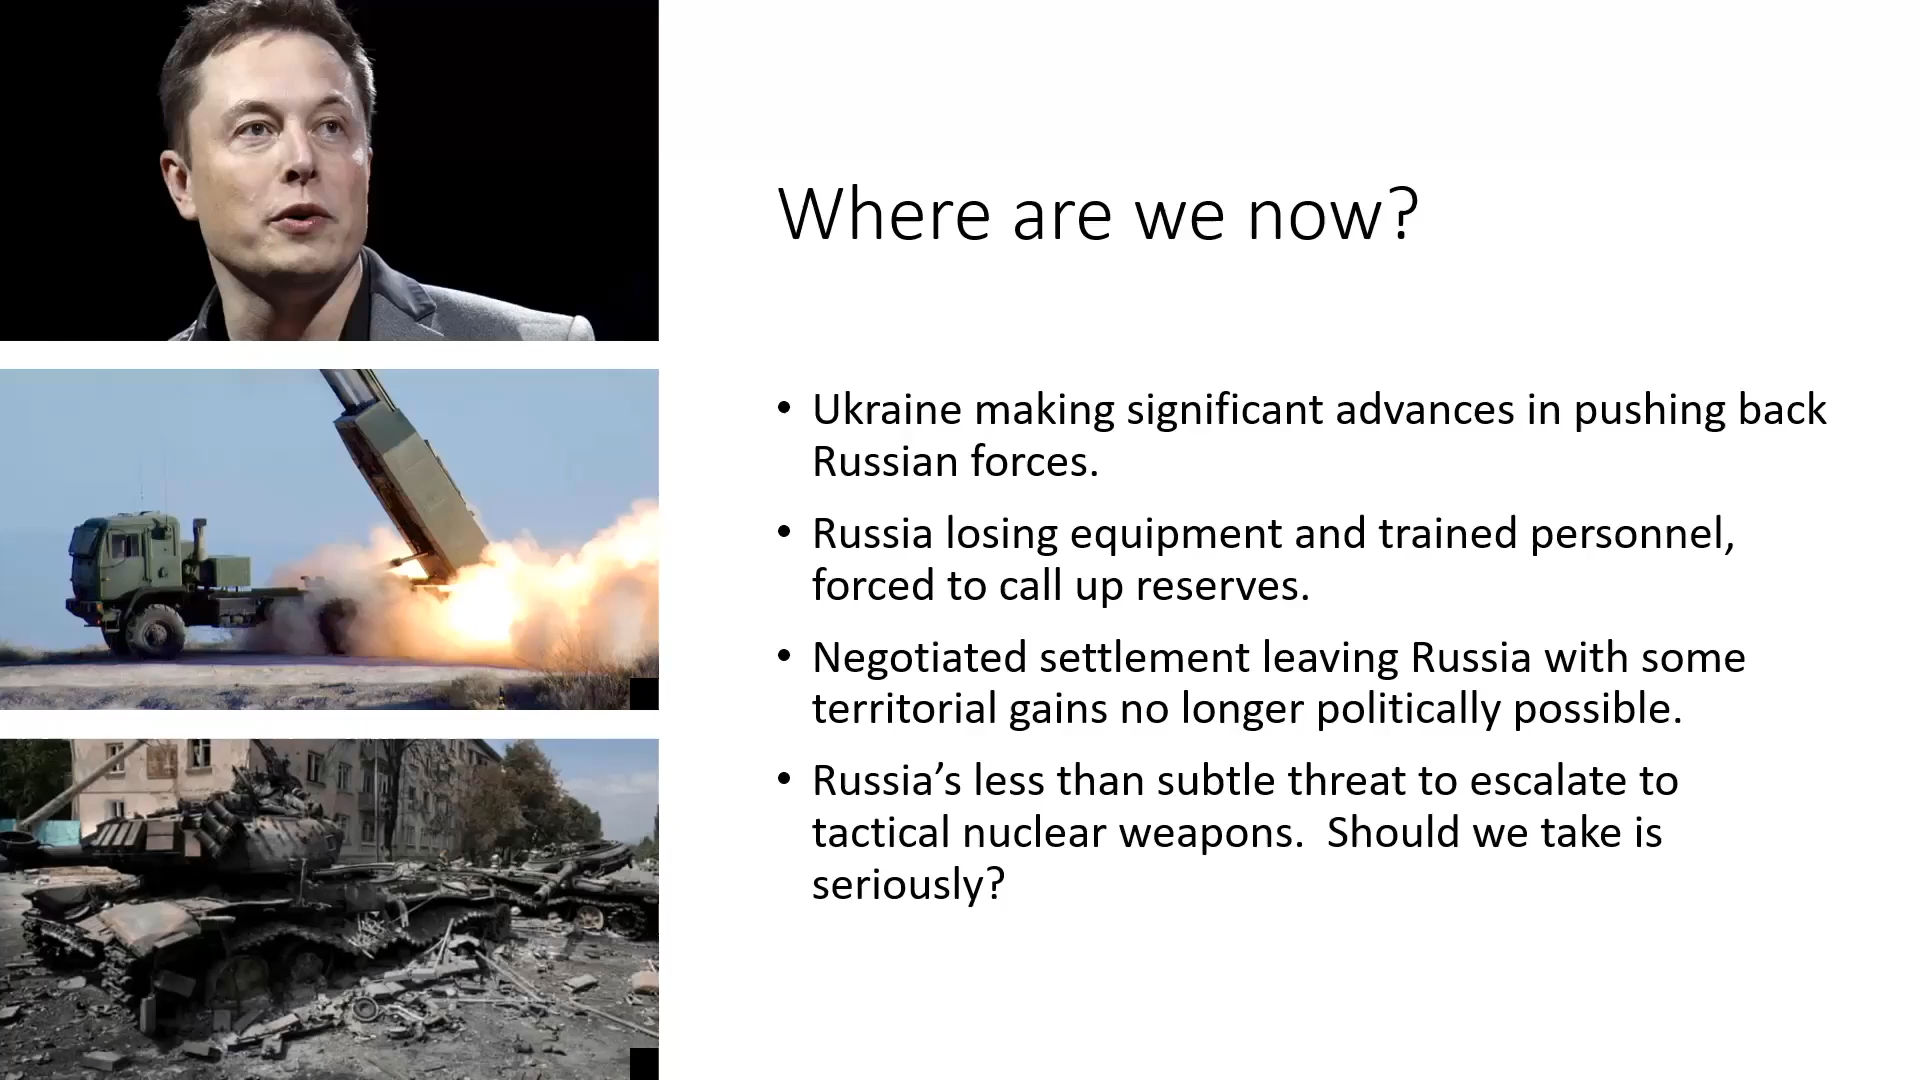 Where are we now?
• Ukraine making significant advances in pushing back
Russian forces.
• Russia losing equipment and trained personnel,
forced to call up reserves.
• Negotiated settlement leaving Russia with some
territorial gains no longer politically possible.
• Russia’s less than subtle threat to escalate to
tactical nuclear weapons.  Should we take is
seriously?